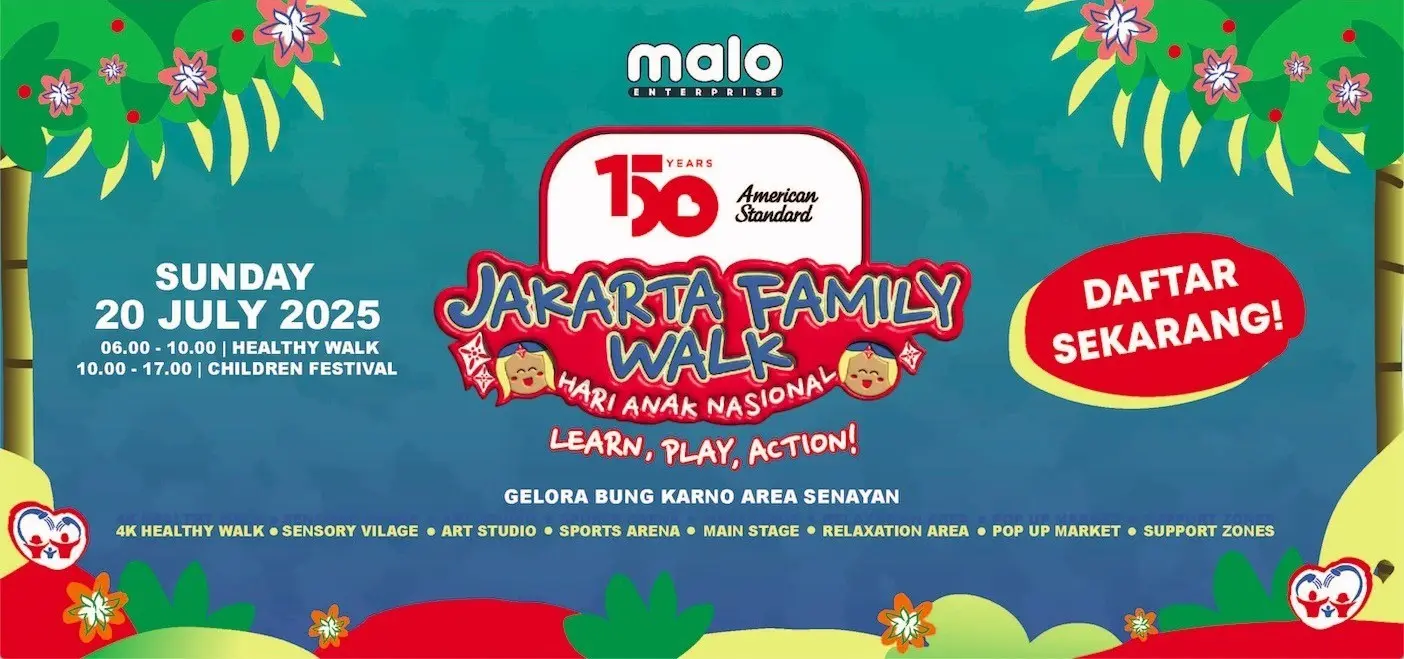 malo
ENTERPRISE
150 YEARS
American
Standard
JAKARTA FAMILY
WALK
HARI ANAK NASIONAL
LEARN, PLAY, ACTION!
SUNDAY
20 JULY 2025
06.00 - 10.00 | HEALTHY WALK
10.00 - 17.00 | CHILDREN FESTIVAL
DAFTAR
SEKARANG!
GELORA BUNG KARNO AREA SENAYAN
4K HEALTHY WALK ● SENSORY VILAGE ● ART STUDIO ● SPORTS ARENA ● MAIN STAGE ● RELAXATION AREA ● POP UP MARKET ● SUPPORT ZONES